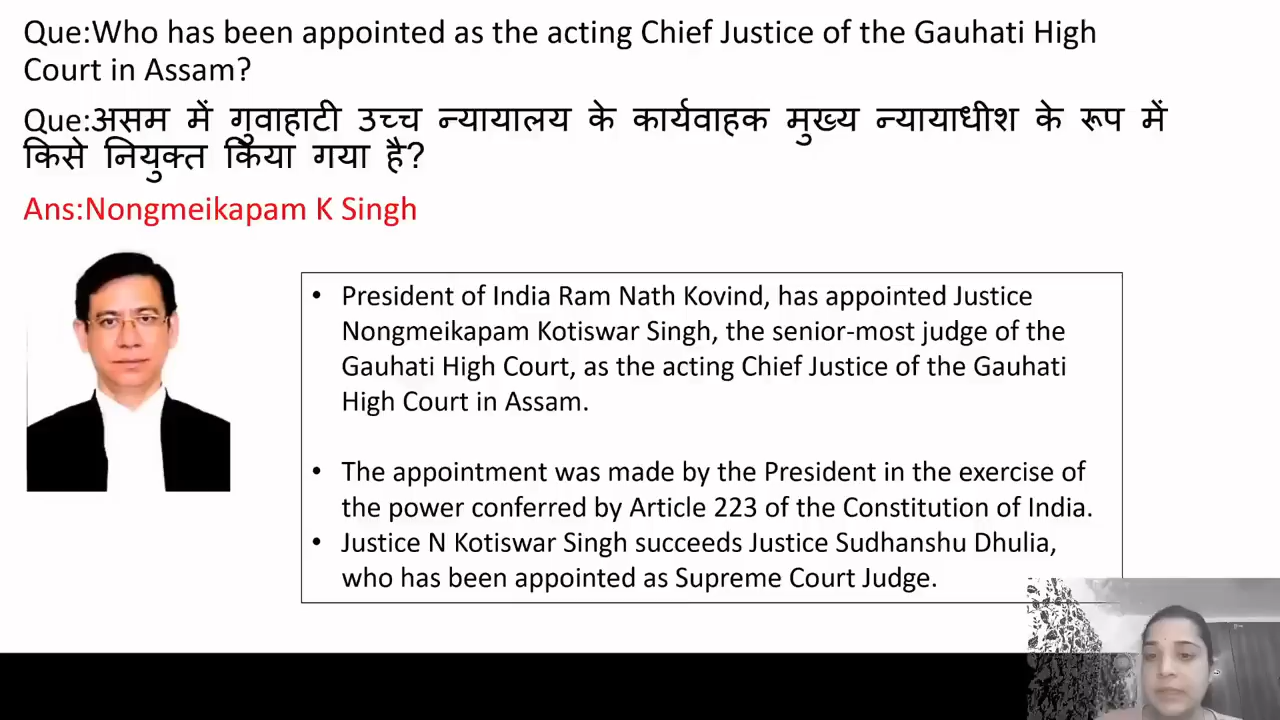 Que:Who has been appointed as the acting Chief Justice of the Gauhati High
Court in Assam?
Que:असम में गुवाहाटी उच्च न्यायालय के कार्यवाहक मुख्य न्यायाधीश के रूप में
किसे नियुक्त किया गया है?
Ans:Nongmeikapam K Singh
• President of India Ram Nath Kovind, has appointed Justice
Nongmeikapam Kotiswar Singh, the senior-most judge of the
Gauhati High Court, as the acting Chief Justice of the Gauhati
High Court in Assam.
• The appointment was made by the President in the exercise of
the power conferred by Article 223 of the Constitution of India.
• Justice N Kotiswar Singh succeeds Justice Sudhanshu Dhulia,
who has been appointed as Supreme Court Judge.